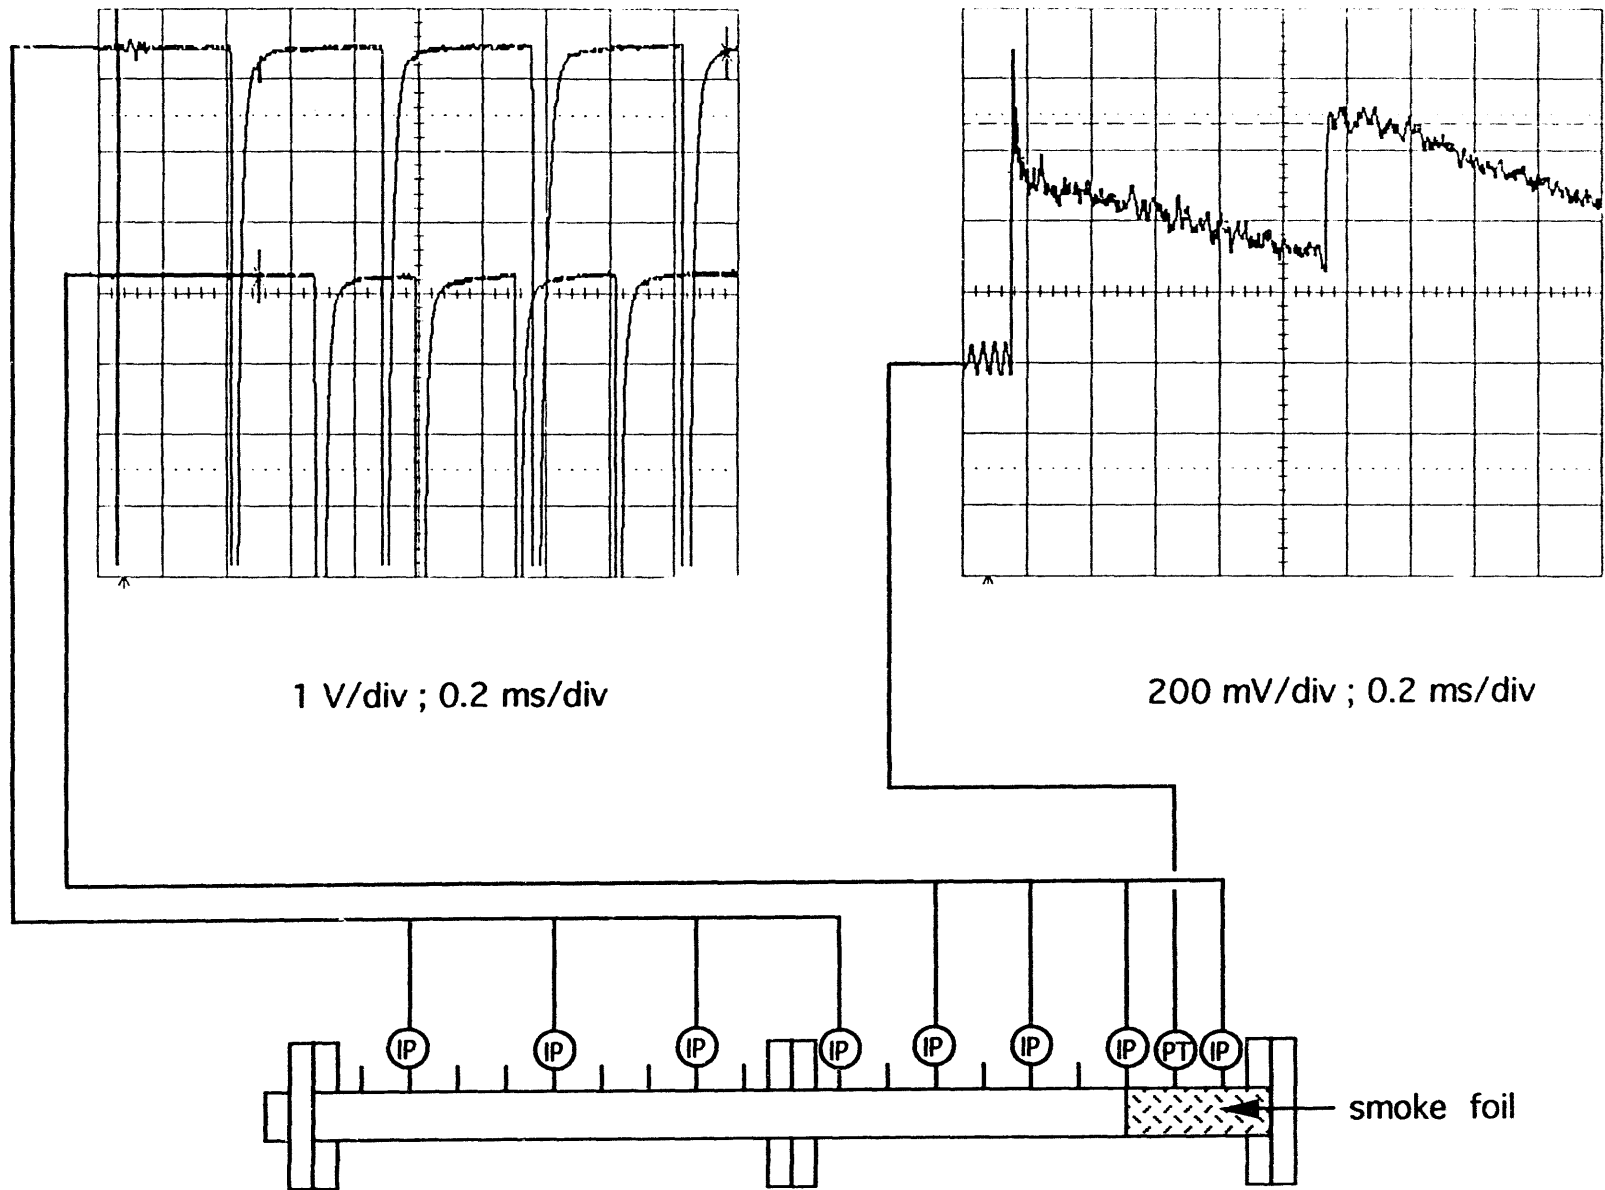 1 V/div ; 0.2 ms/div
200 mV/div ; 0.2 ms/div
IP IP IP IP IP IP IP PT IP
smoke foil